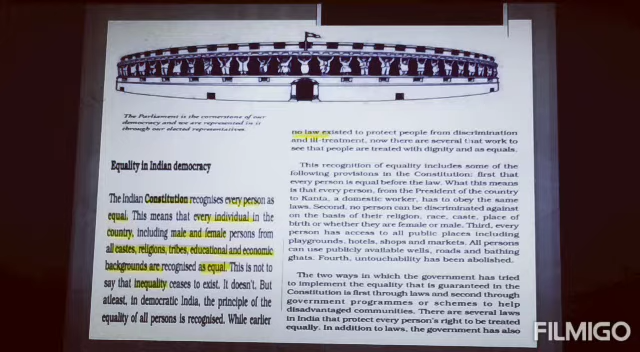 The Parliament is the cornerstone of our
democracy and we are represented in it
through our elected representatives.
Equality in Indian democracy
The Indian Constitution recognises every person as
equal. This means that every individual in the
country, including male and female persons from
all castes, religions, tribes, educational and economic
backgrounds are recognised as equal. This is not to
say that inequality ceases to exist. It doesn't. But
atleast, in democratic India, the principle of the
equality of all persons is recognised. While earlier
no law existed to protect people from discrimination
and ill-treatment, now there are several that work to
see that people are treated with dignity and as equals.
This recognition of equality includes some of the
following provisions in the Constitution: first that
every person is equal before the law. What this means
is that every person, from the President of the country
to Kanta, a domestic worker, has to obey the same
laws. Second, no person can be discriminated against
on the basis of their religion, race, caste, place of
birth or whether they are female or male. Third, every
person has access to all public places including
playgrounds, hotels, shops and markets. All persons
can use publicly available wells, roads and bathing
ghats. Fourth, untouchability has been abolished.
The two ways in which the government has tried
to implement the equality that is guaranteed in the
Constitution is first through laws and second through
government programmes or schemes to help
disadvantaged communities. There are several laws
in India that protect every person's right to be treated
equally. In addition to laws, the government has also
FILMIGO